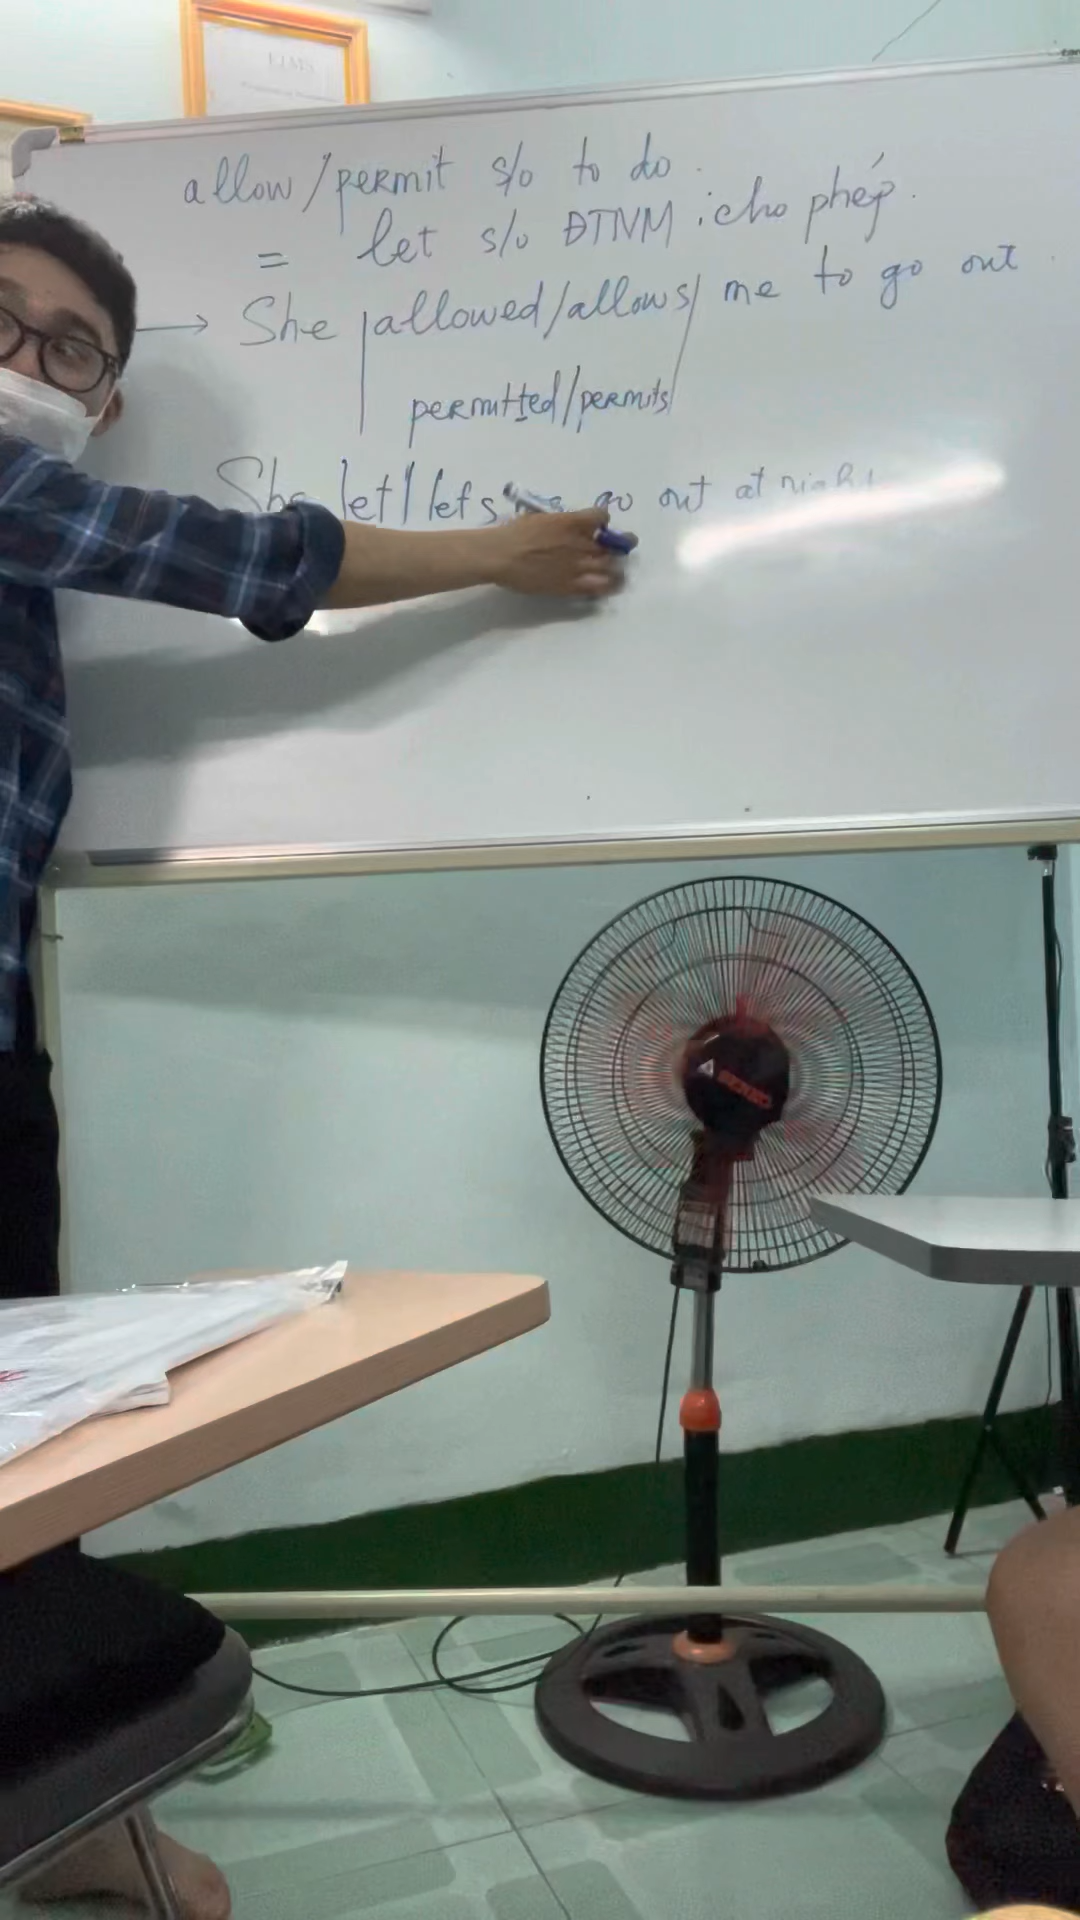 allow/permit s/o to do.
= let s/o ĐTNM : cho phép.
→ She allowed/allows me to go out.
permitted/permits
She let/lets go out at night